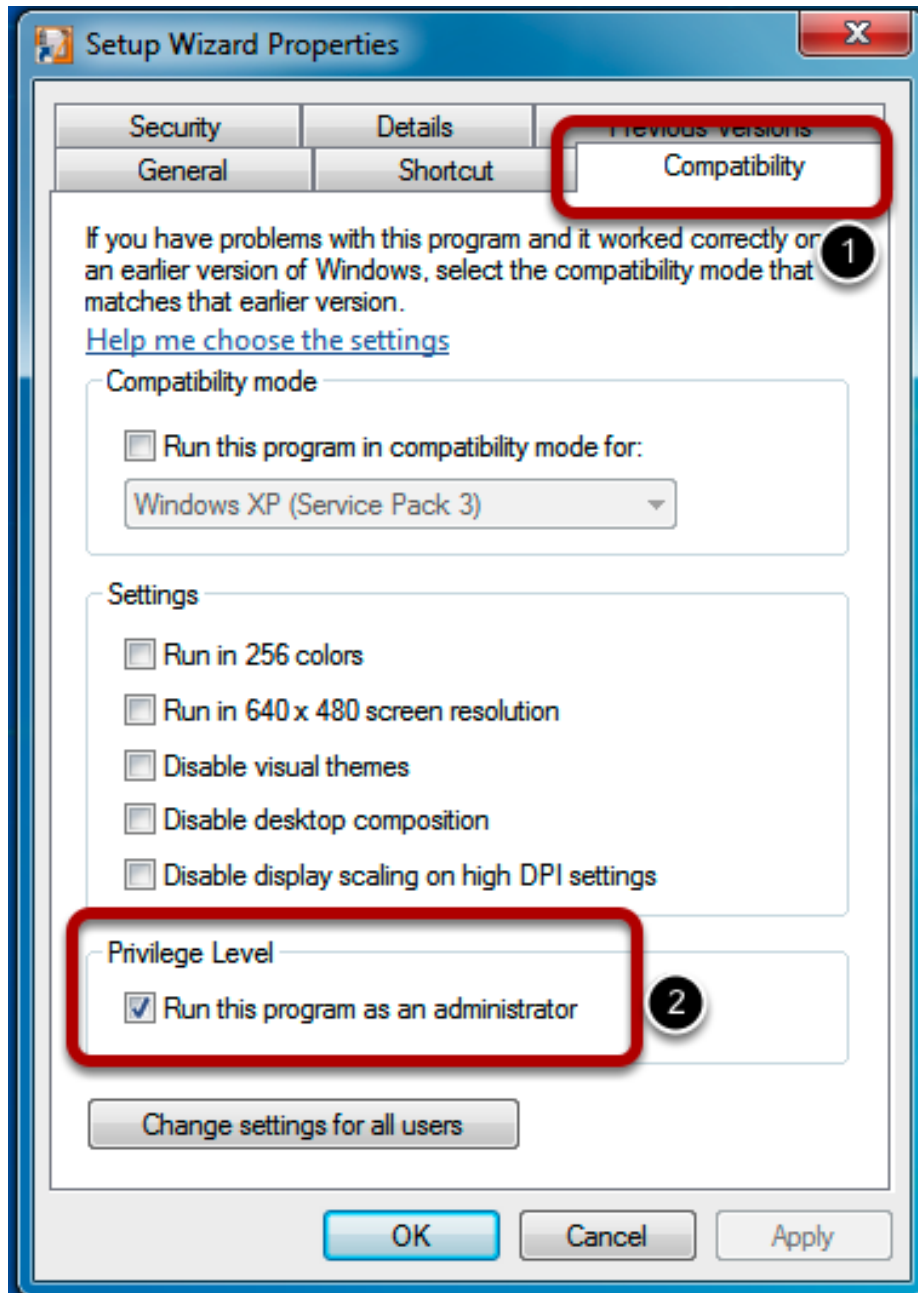 Setup Wizard Properties
x
Security Details Previous Versions
General Shortcut Compatibility
1
If you have problems with this program and it worked correctly on
an earlier version of Windows, select the compatibility mode that
matches that earlier version.
Help me choose the settings
Compatibility mode
Run this program in compatibility mode for:
Windows XP (Service Pack 3)
Settings
Run in 256 colors
Run in 640 x 480 screen resolution
Disable visual themes
Disable desktop composition
Disable display scaling on high DPI settings
Privilege Level
Run this program as an administrator
2
Change settings for all users
OK Cancel Apply